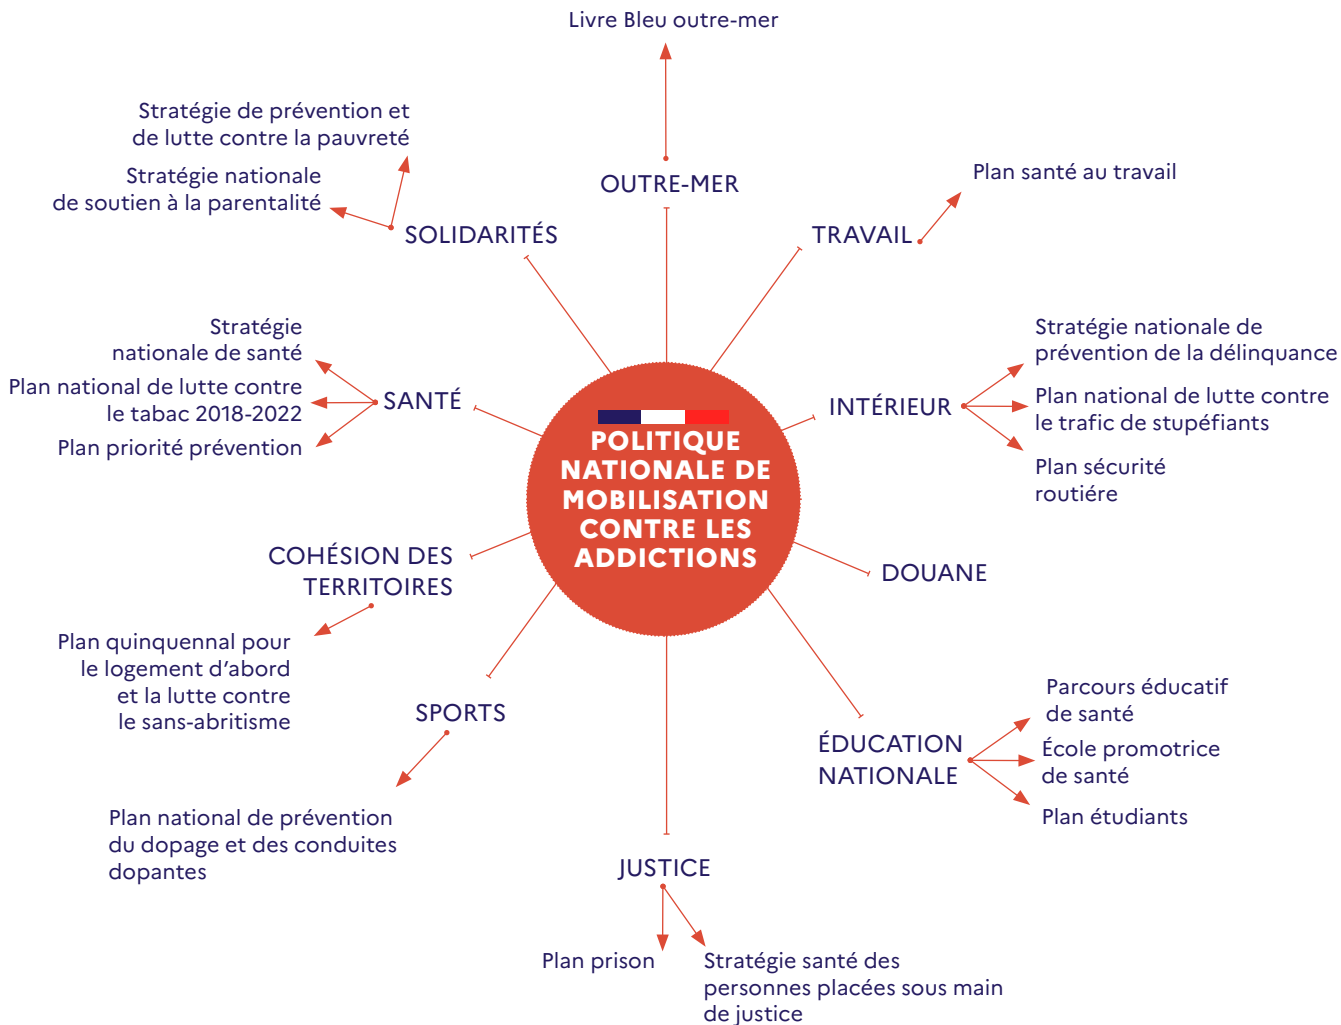 Livre Bleu outre-mer
OUTRE-MER
Stratégie de prévention et
de lutte contre la pauvreté
Stratégie nationale
de soutien à la parentalité
SOLIDARITÉS
TRAVAIL
Plan santé au travail
Stratégie
nationale de santé
Plan national de lutte contre
le tabac 2018-2022
Plan priorité prévention
SANTÉ
POLITIQUE
NATIONALE DE
MOBILISATION
CONTRE LES
ADDICTIONS
INTÉRIEUR
Stratégie nationale de
prévention de la délinquance
Plan national de lutte contre
le trafic de stupéfiants
Plan sécurité
routiére
COHÉSION DES
TERRITOIRES
Plan quinquennal pour
le logement d’abord
et la lutte contre
le sans-abritisme
DOUANE
SPORTS
Plan national de prévention
du dopage et des conduites
dopantes
ÉDUCATION
NATIONALE
Parcours éducatif
de santé
École promotrice
de santé
Plan étudiants
JUSTICE
Plan prison
Stratégie santé des
personnes placées sous main
de justice